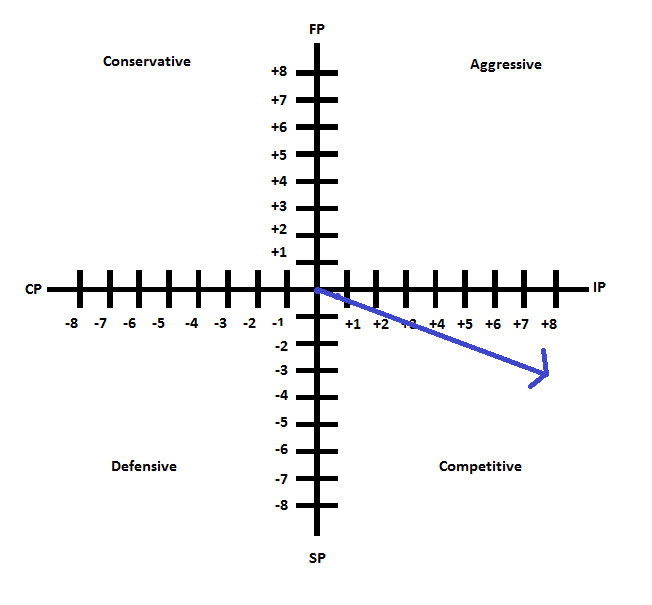 FP
Conservative
Aggressive
+8
+7
+6
+5
+4
+3
+2
+1
CP
IP
-8 -7 -6 -5 -4 -3 -2 -1 +1 +2 +3 +4 +5 +6 +7 +8
-2
-3
-4
-5
-6
-7
-8
Defensive
Competitive
SP